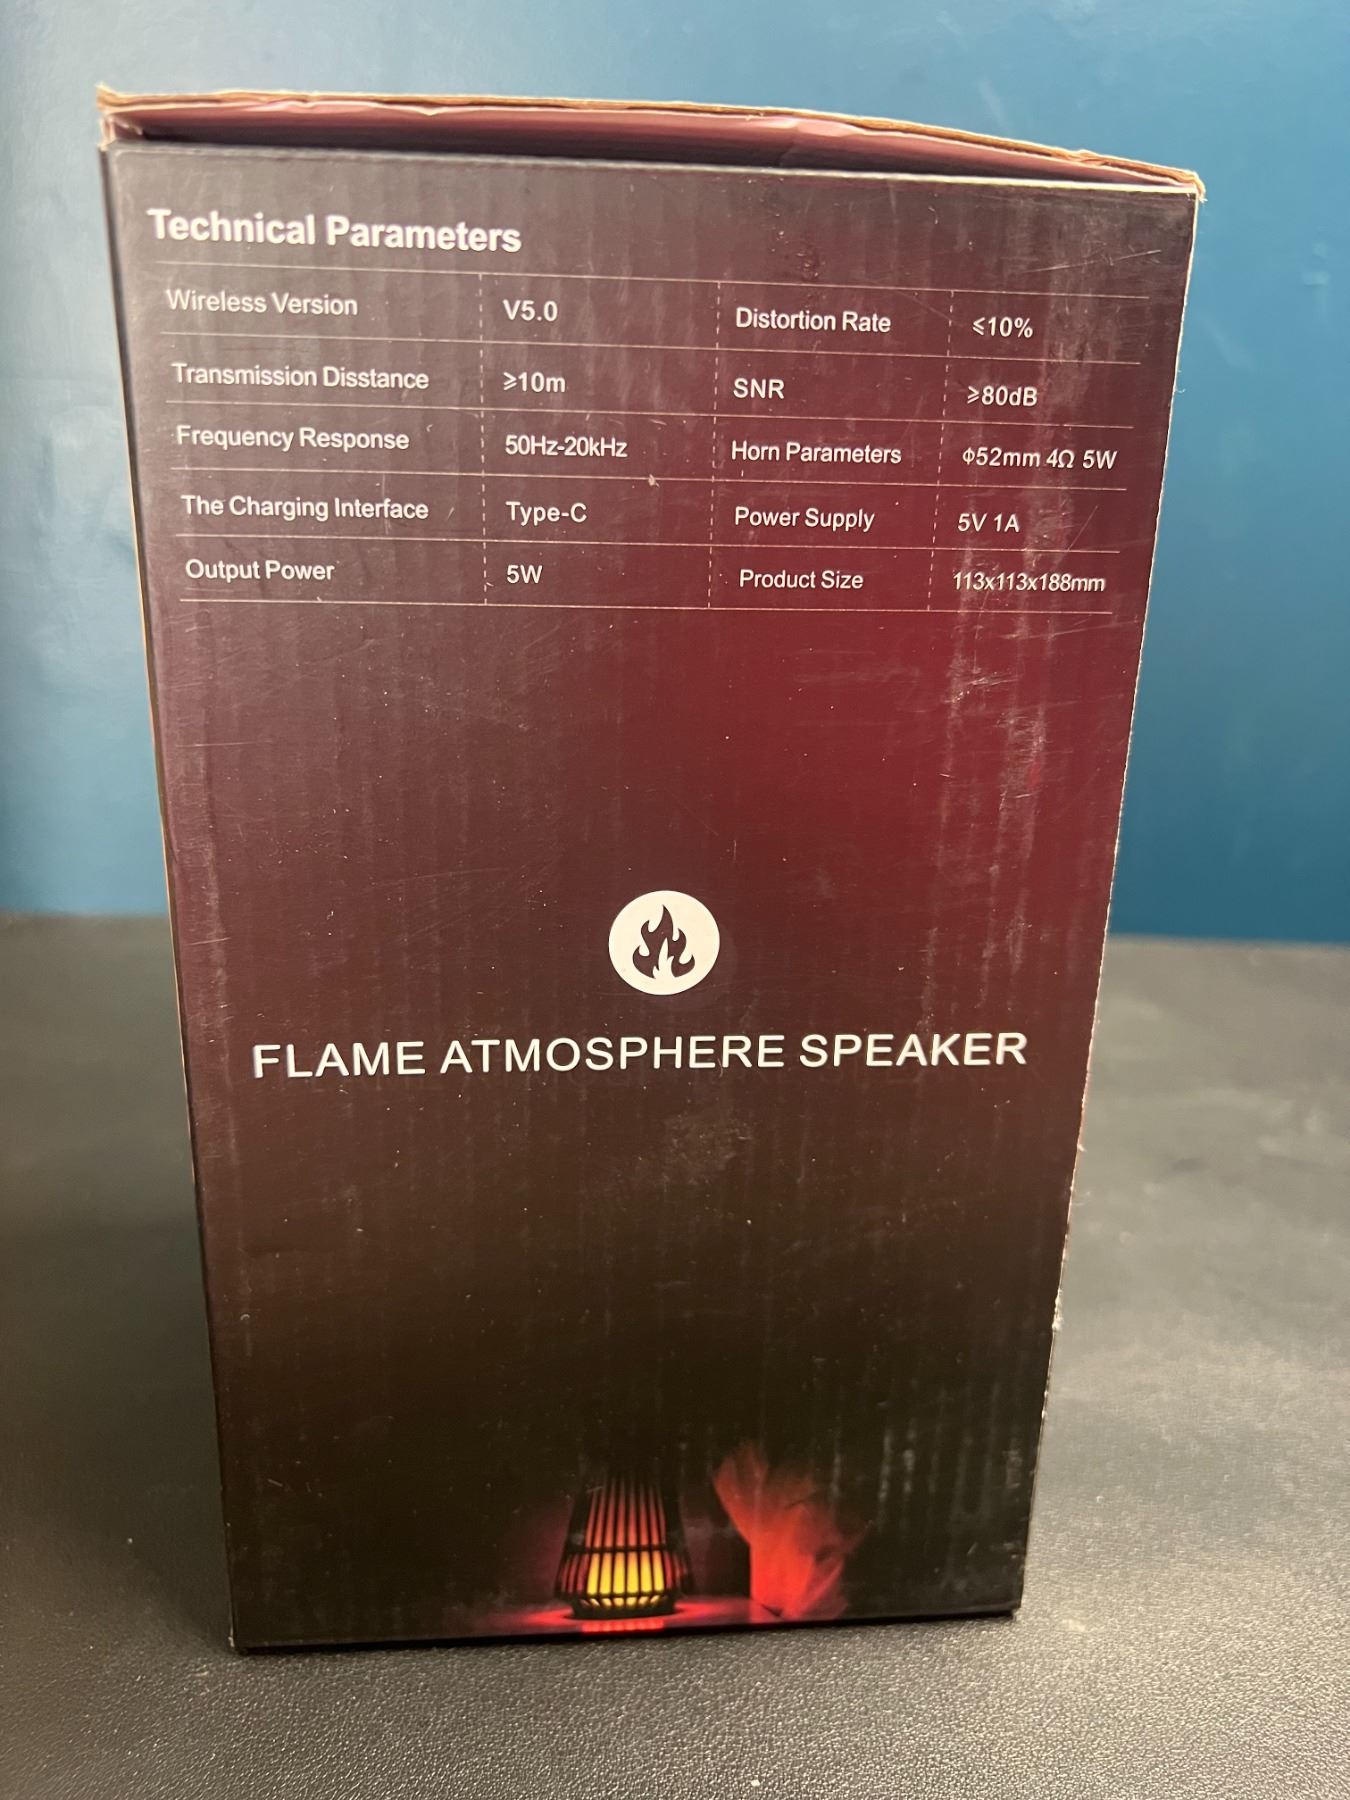 Technical Parameters
Wireless Version V5.0 Distortion Rate ≤10%
Transmission Disstance ≥10m SNR ≥80dB
Frequency Response 50Hz-20kHz Horn Parameters Φ52mm 4Ω 5W
The Charging Interface Type-C Power Supply 5V 1A
Output Power 5W Product Size 113x113x188mm
FLAME ATMOSPHERE SPEAKER